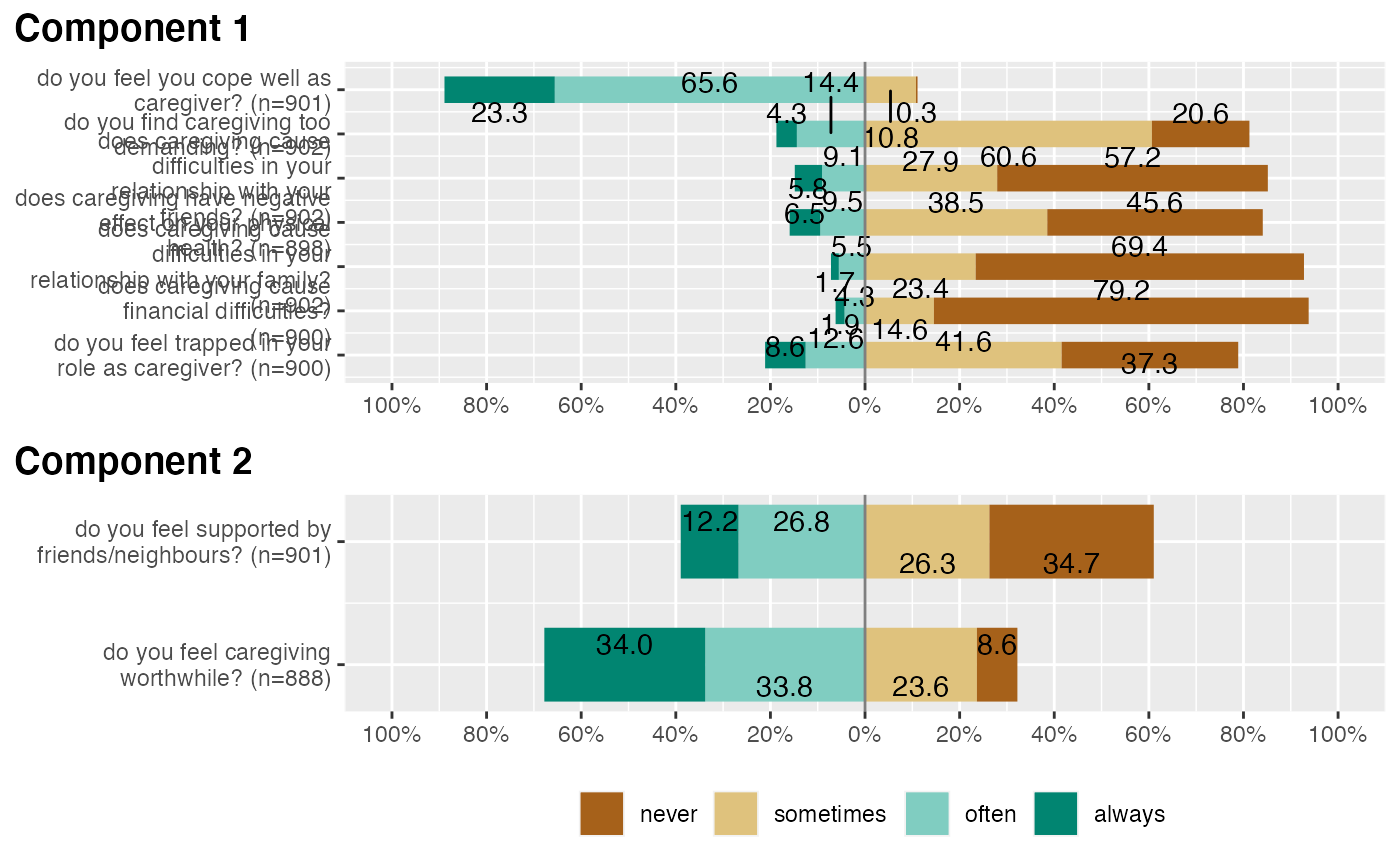 Component 1
do you feel you cope well as
caregiver? (n=901)
do you find caregiving too
demanding? (n=902)
does caregiving cause
difficulties in your
relationship with your
friends? (n=902)
does caregiving have negative
effect on your physical
health? (n=898)
does caregiving cause
difficulties in your
relationship with your family?
(n=902)
does caregiving cause
financial difficulties?
(n=900)
do you feel trapped in your
role as caregiver? (n=900)
65.6 14.4
23.3 4.3 0.3 20.6
10.8
9.1 27.9 60.6 57.2
5.8
9.5 38.5 45.6
6.5
5.5 69.4
1.7 23.4 79.2
4.3
1.9 14.6
8.6 12.6 41.6
37.3
100% 80% 60% 40% 20% 0% 20% 40% 60% 80% 100%
Component 2
do you feel supported by
friends/neighbours? (n=901)
12.2 26.8
26.3 34.7
do you feel caregiving
worthwhile? (n=888)
34.0 8.6
33.8 23.6
100% 80% 60% 40% 20% 0% 20% 40% 60% 80% 100%
never sometimes often always